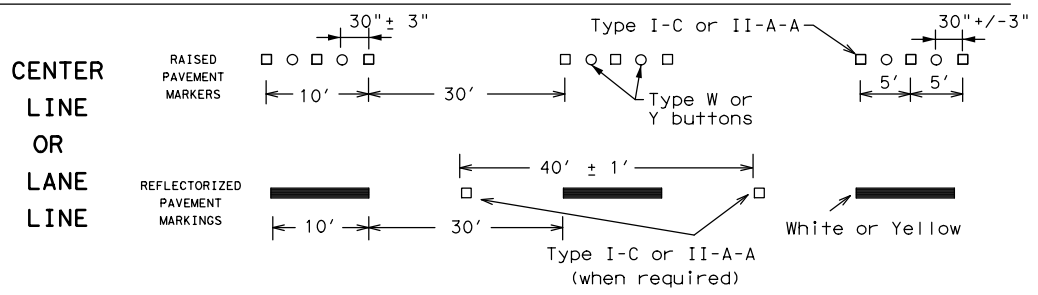 CENTER
LINE
OR
LANE
LINE
RAISED
PAVEMENT
MARKERS
30"± 3"
Type I-C or II-A-A
30"+/-3"
10'
30'
Type W or
Y buttons
5'
5'
REFLECTORIZED
PAVEMENT
MARKINGS
40' ± 1'
10'
30'
Type I-C or II-A-A
(when required)
White or Yellow